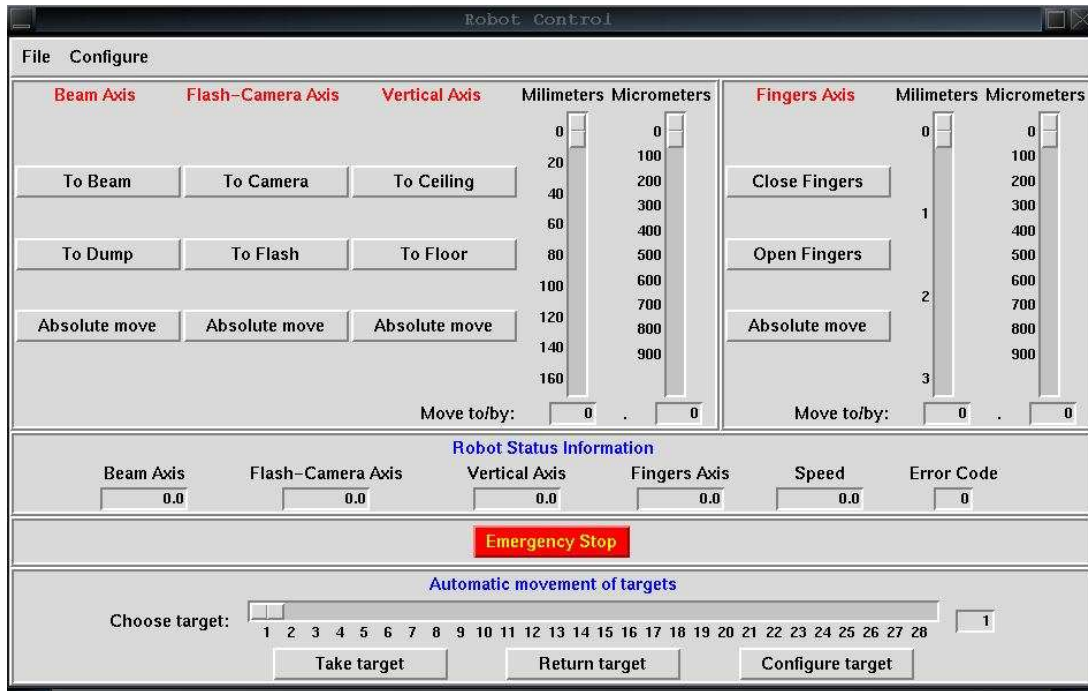 Robot Control
File Configure
Beam Axis Flash-Camera Axis Vertical Axis Milimeters Micrometers Fingers Axis Milimeters Micrometers
0 0 0 0
20 100 100
To Beam To Camera To Ceiling 200 Close Fingers 200
40 300 1 300
60 400 400
To Dump To Flash To Floor 80 500 Open Fingers 500
100 600 2 600
120 700 700
Absolute move Absolute move Absolute move 800 Absolute move 800
140 900 900
160 3
Move to/by: 0 . 0 Move to/by: 0 . 0
Robot Status Information
Beam Axis Flash-Camera Axis Vertical Axis Fingers Axis Speed Error Code
0.0 0.0 0.0 0.0 0.0 0
Emergency Stop
Automatic movement of targets
Choose target: 1
1 2 3 4 5 6 7 8 9 10 11 12 13 14 15 16 17 18 19 20 21 22 23 24 25 26 27 28
Take target Return target Configure target